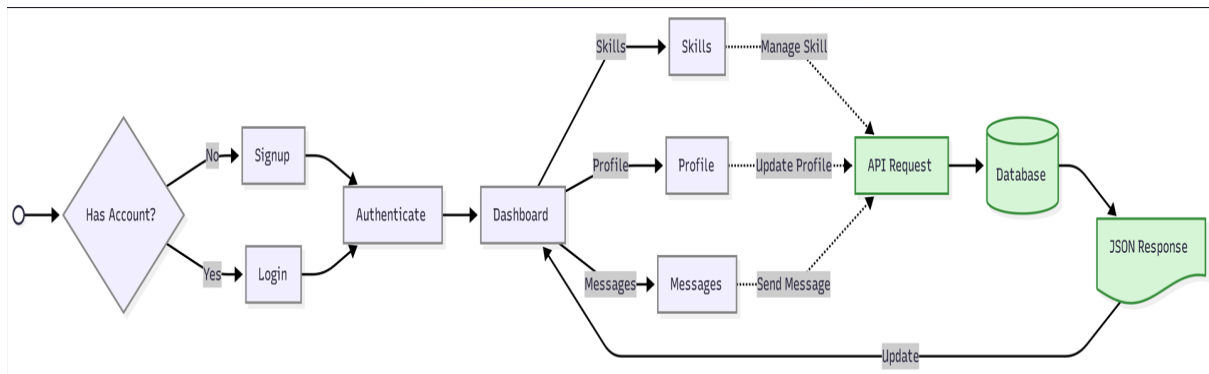 Has Account?
No
Signup
Yes
Login
Authenticate
Dashboard
Skills
Skills
Manage Skill
Profile
Profile
Update Profile
Messages
Messages
Send Message
API Request
Database
JSON Response
Update